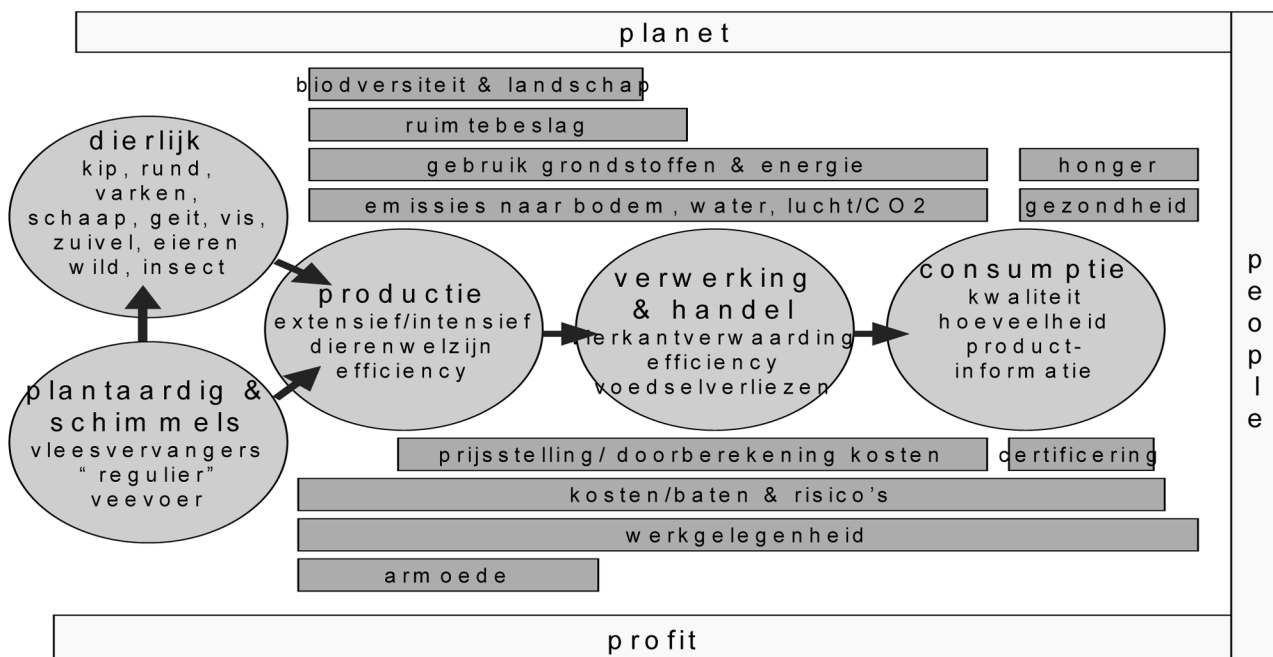 planet
biodversiteit & landschap
ruimtebeslag
gebruik grondstoffen & energie
honger
emissies naar bodem, water, lucht/CO2
gezondheid
dierlijk
kip, rund,
varken,
schaap, geit, vis,
zuivel, eieren
wild, insect
plantaardig &
schimmels
vleesvervangers
“regulier”
veevoer
productie
extensief/intensief
dierenwelzijn
efficiency
verwerking
& handel
vierkantverwaarding
efficiency
voedselverliezen
consumptie
kwaliteit
hoeveelheid
product-
informatie
people
prijsstelling/ doorberekening kosten
certificering
kosten/baten & risico’s
werkgelegenheid
armoede
profit